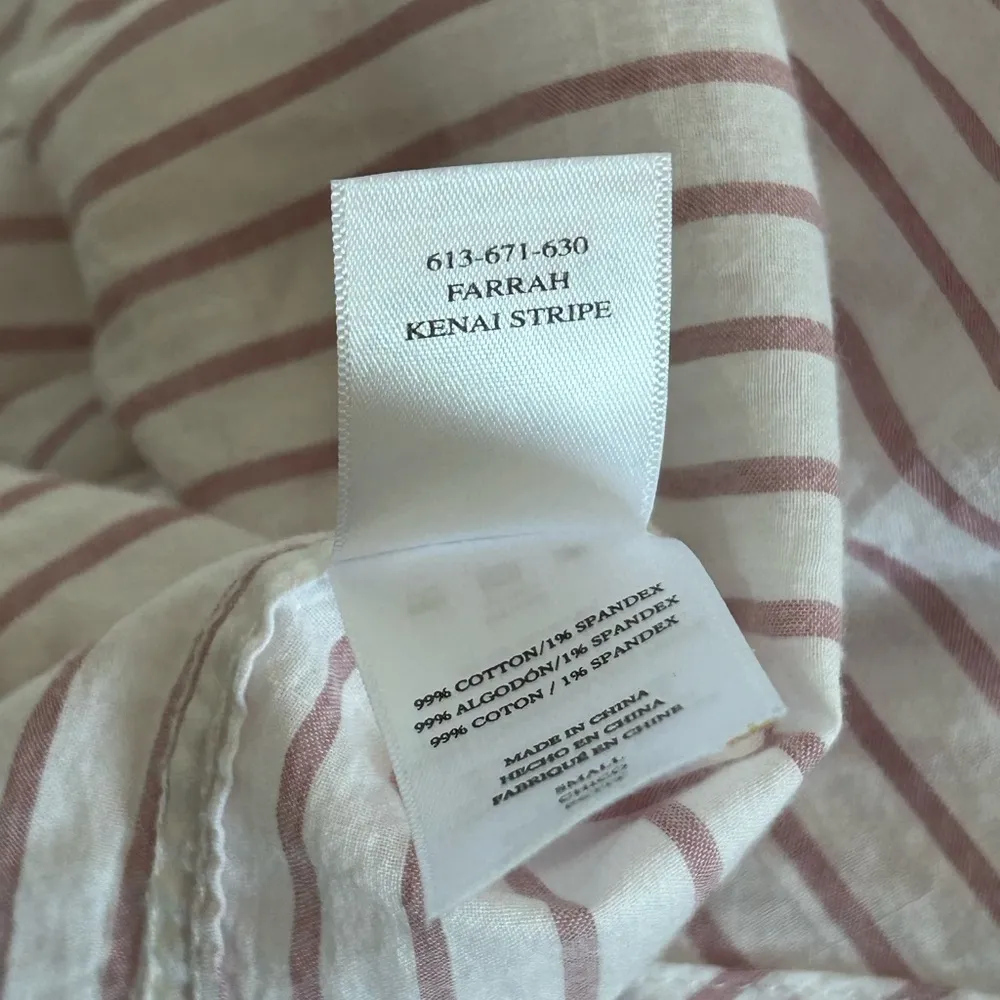 613-671-630
FARRAH
KENAI STRIPE
99% COTTON/1% SPANDEX
99% ALGODÓN/1% SPANDEX
99% COTON / 1% SPANDEX
MADE IN CHINA
HECHO EN CHINA
FABRIQUÉ EN CHINE
SMALL
CHICO